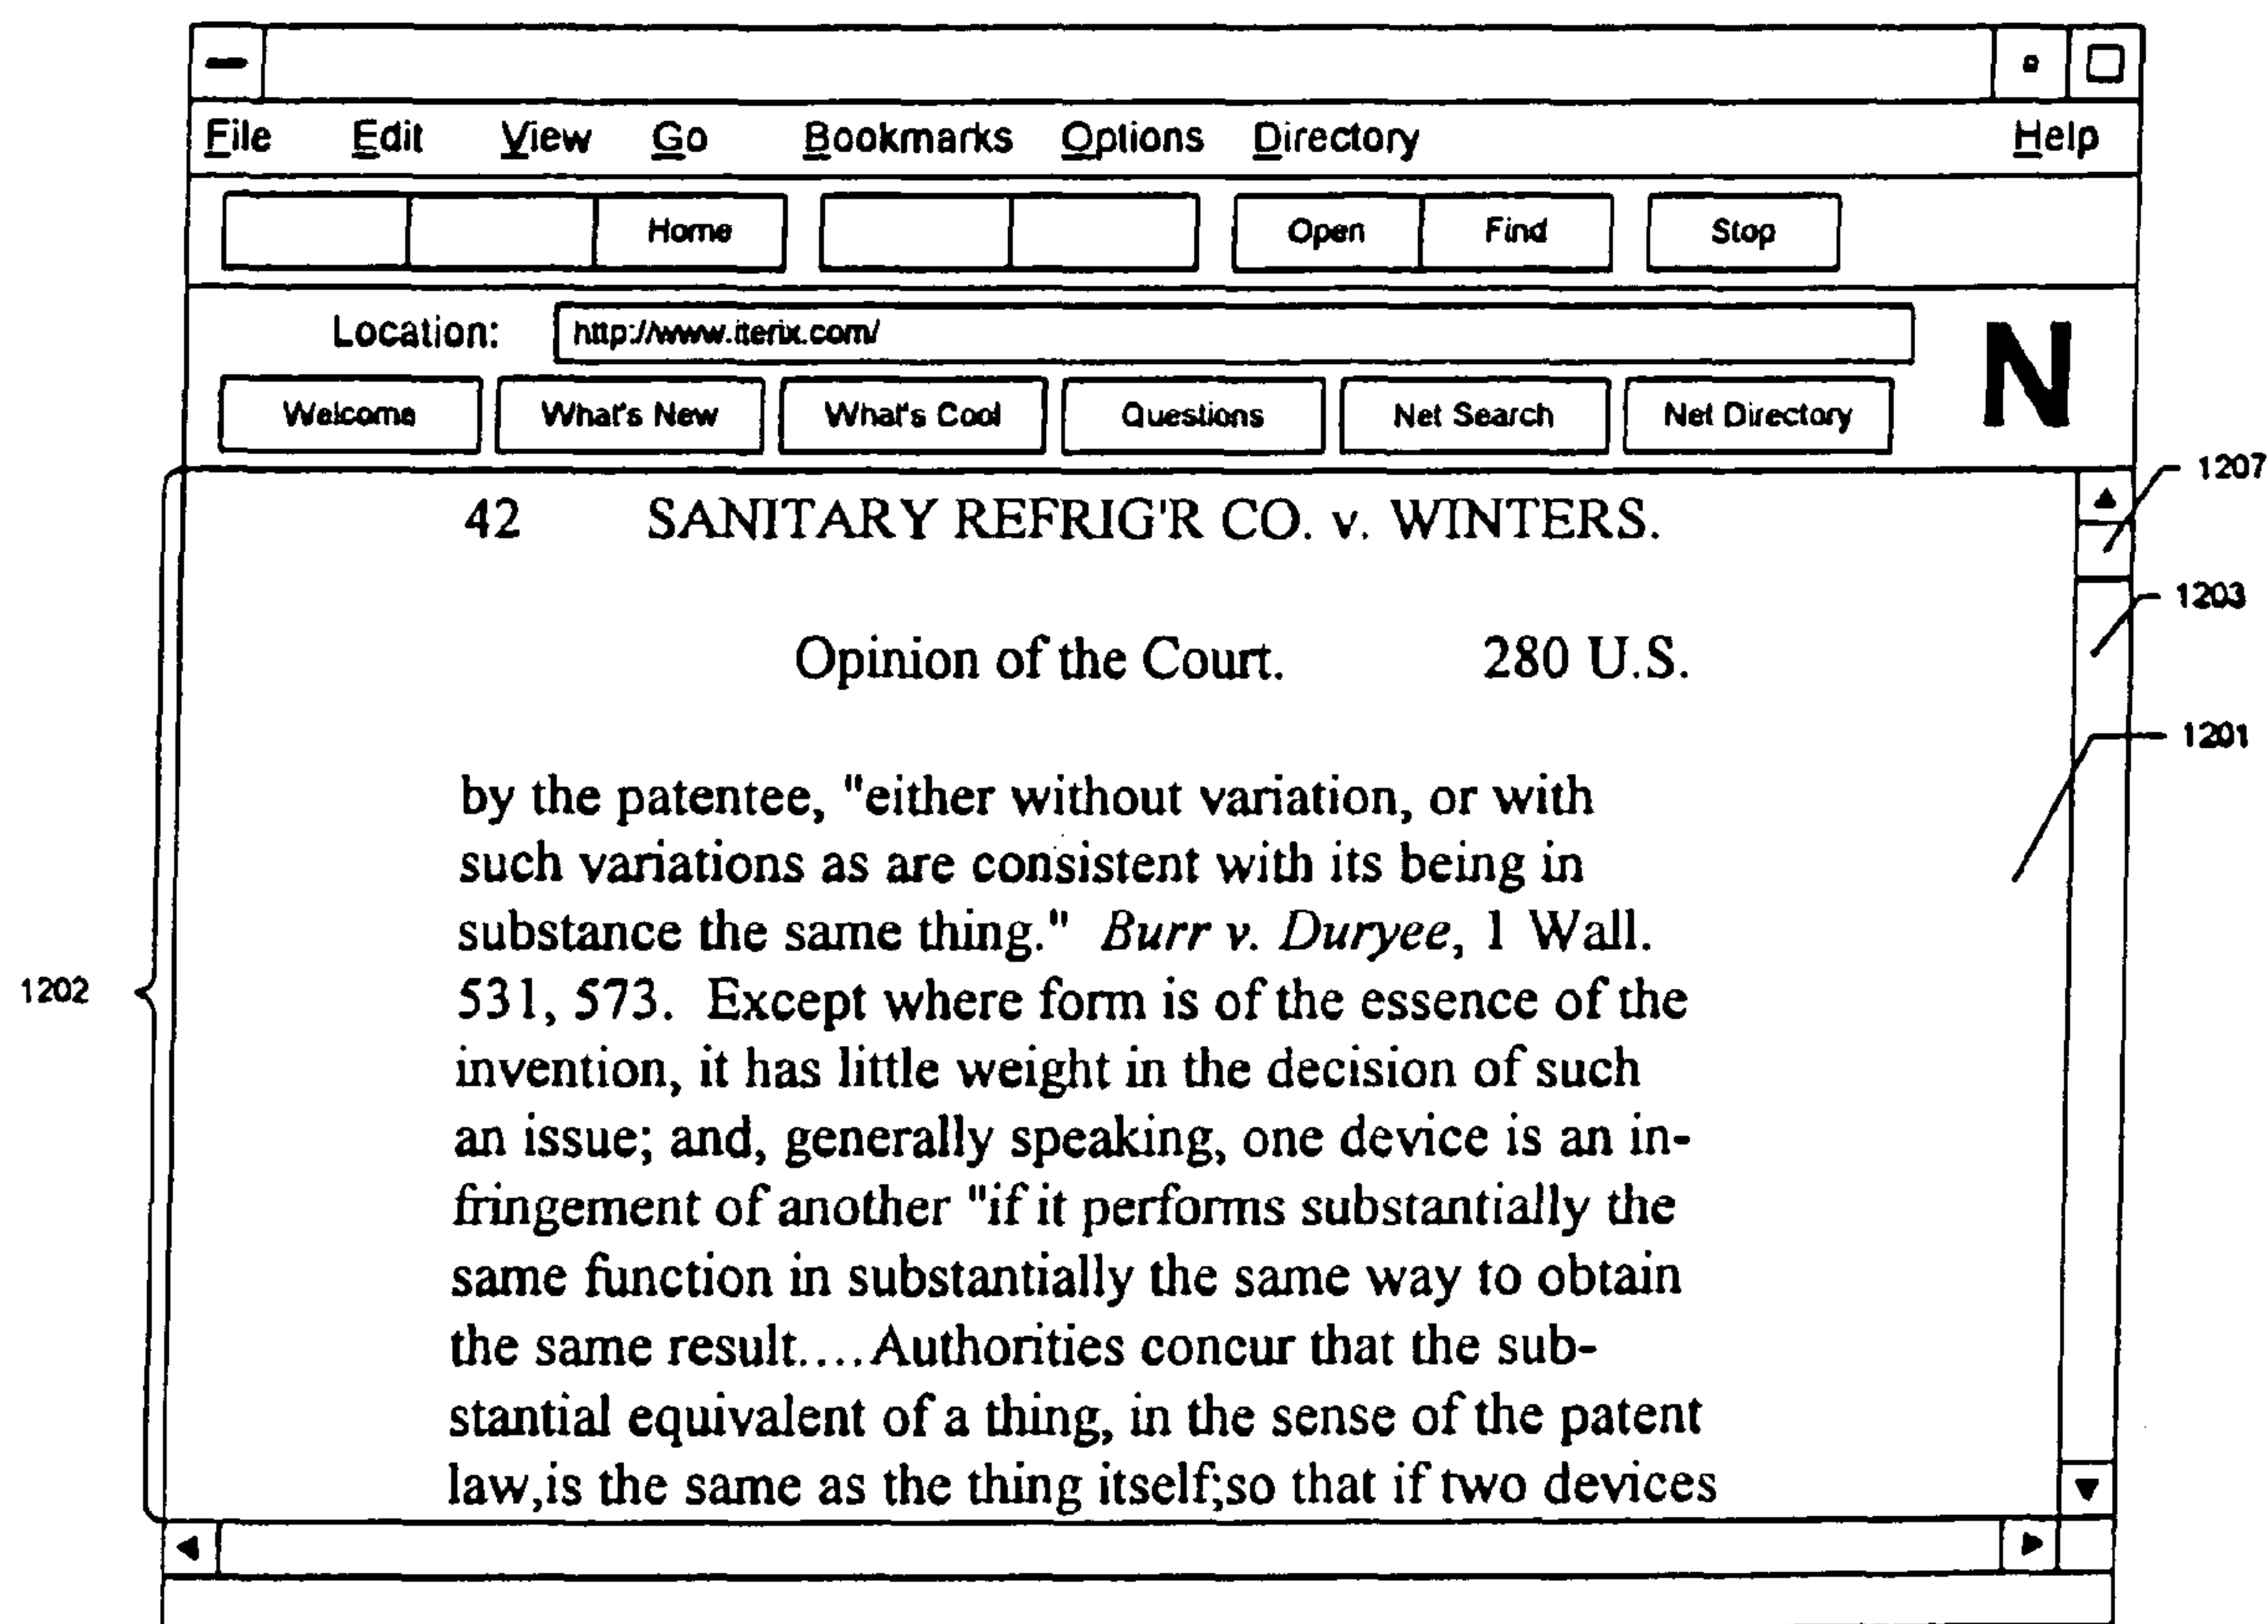 File Edit View Go Bookmarks Options Directory Help
Home Open Find Stop
Location: http://www.iterix.com/
N
Welcome What's New What's Cool Questions Net Search Net Directory
1207
42 SANITARY REFRIG'R CO. v. WINTERS.
1203
Opinion of the Court. 280 U.S.
1201
by the patentee, "either without variation, or with
such variations as are consistent with its being in
substance the same thing." Burr v. Duryee, 1 Wall.
1202
531, 573. Except where form is of the essence of the
invention, it has little weight in the decision of such
an issue; and, generally speaking, one device is an in-
fringement of another "if it performs substantially the
same function in substantially the same way to obtain
the same result....Authorities concur that the sub-
stantial equivalent of a thing, in the sense of the patent
law,is the same as the thing itself;so that if two devices